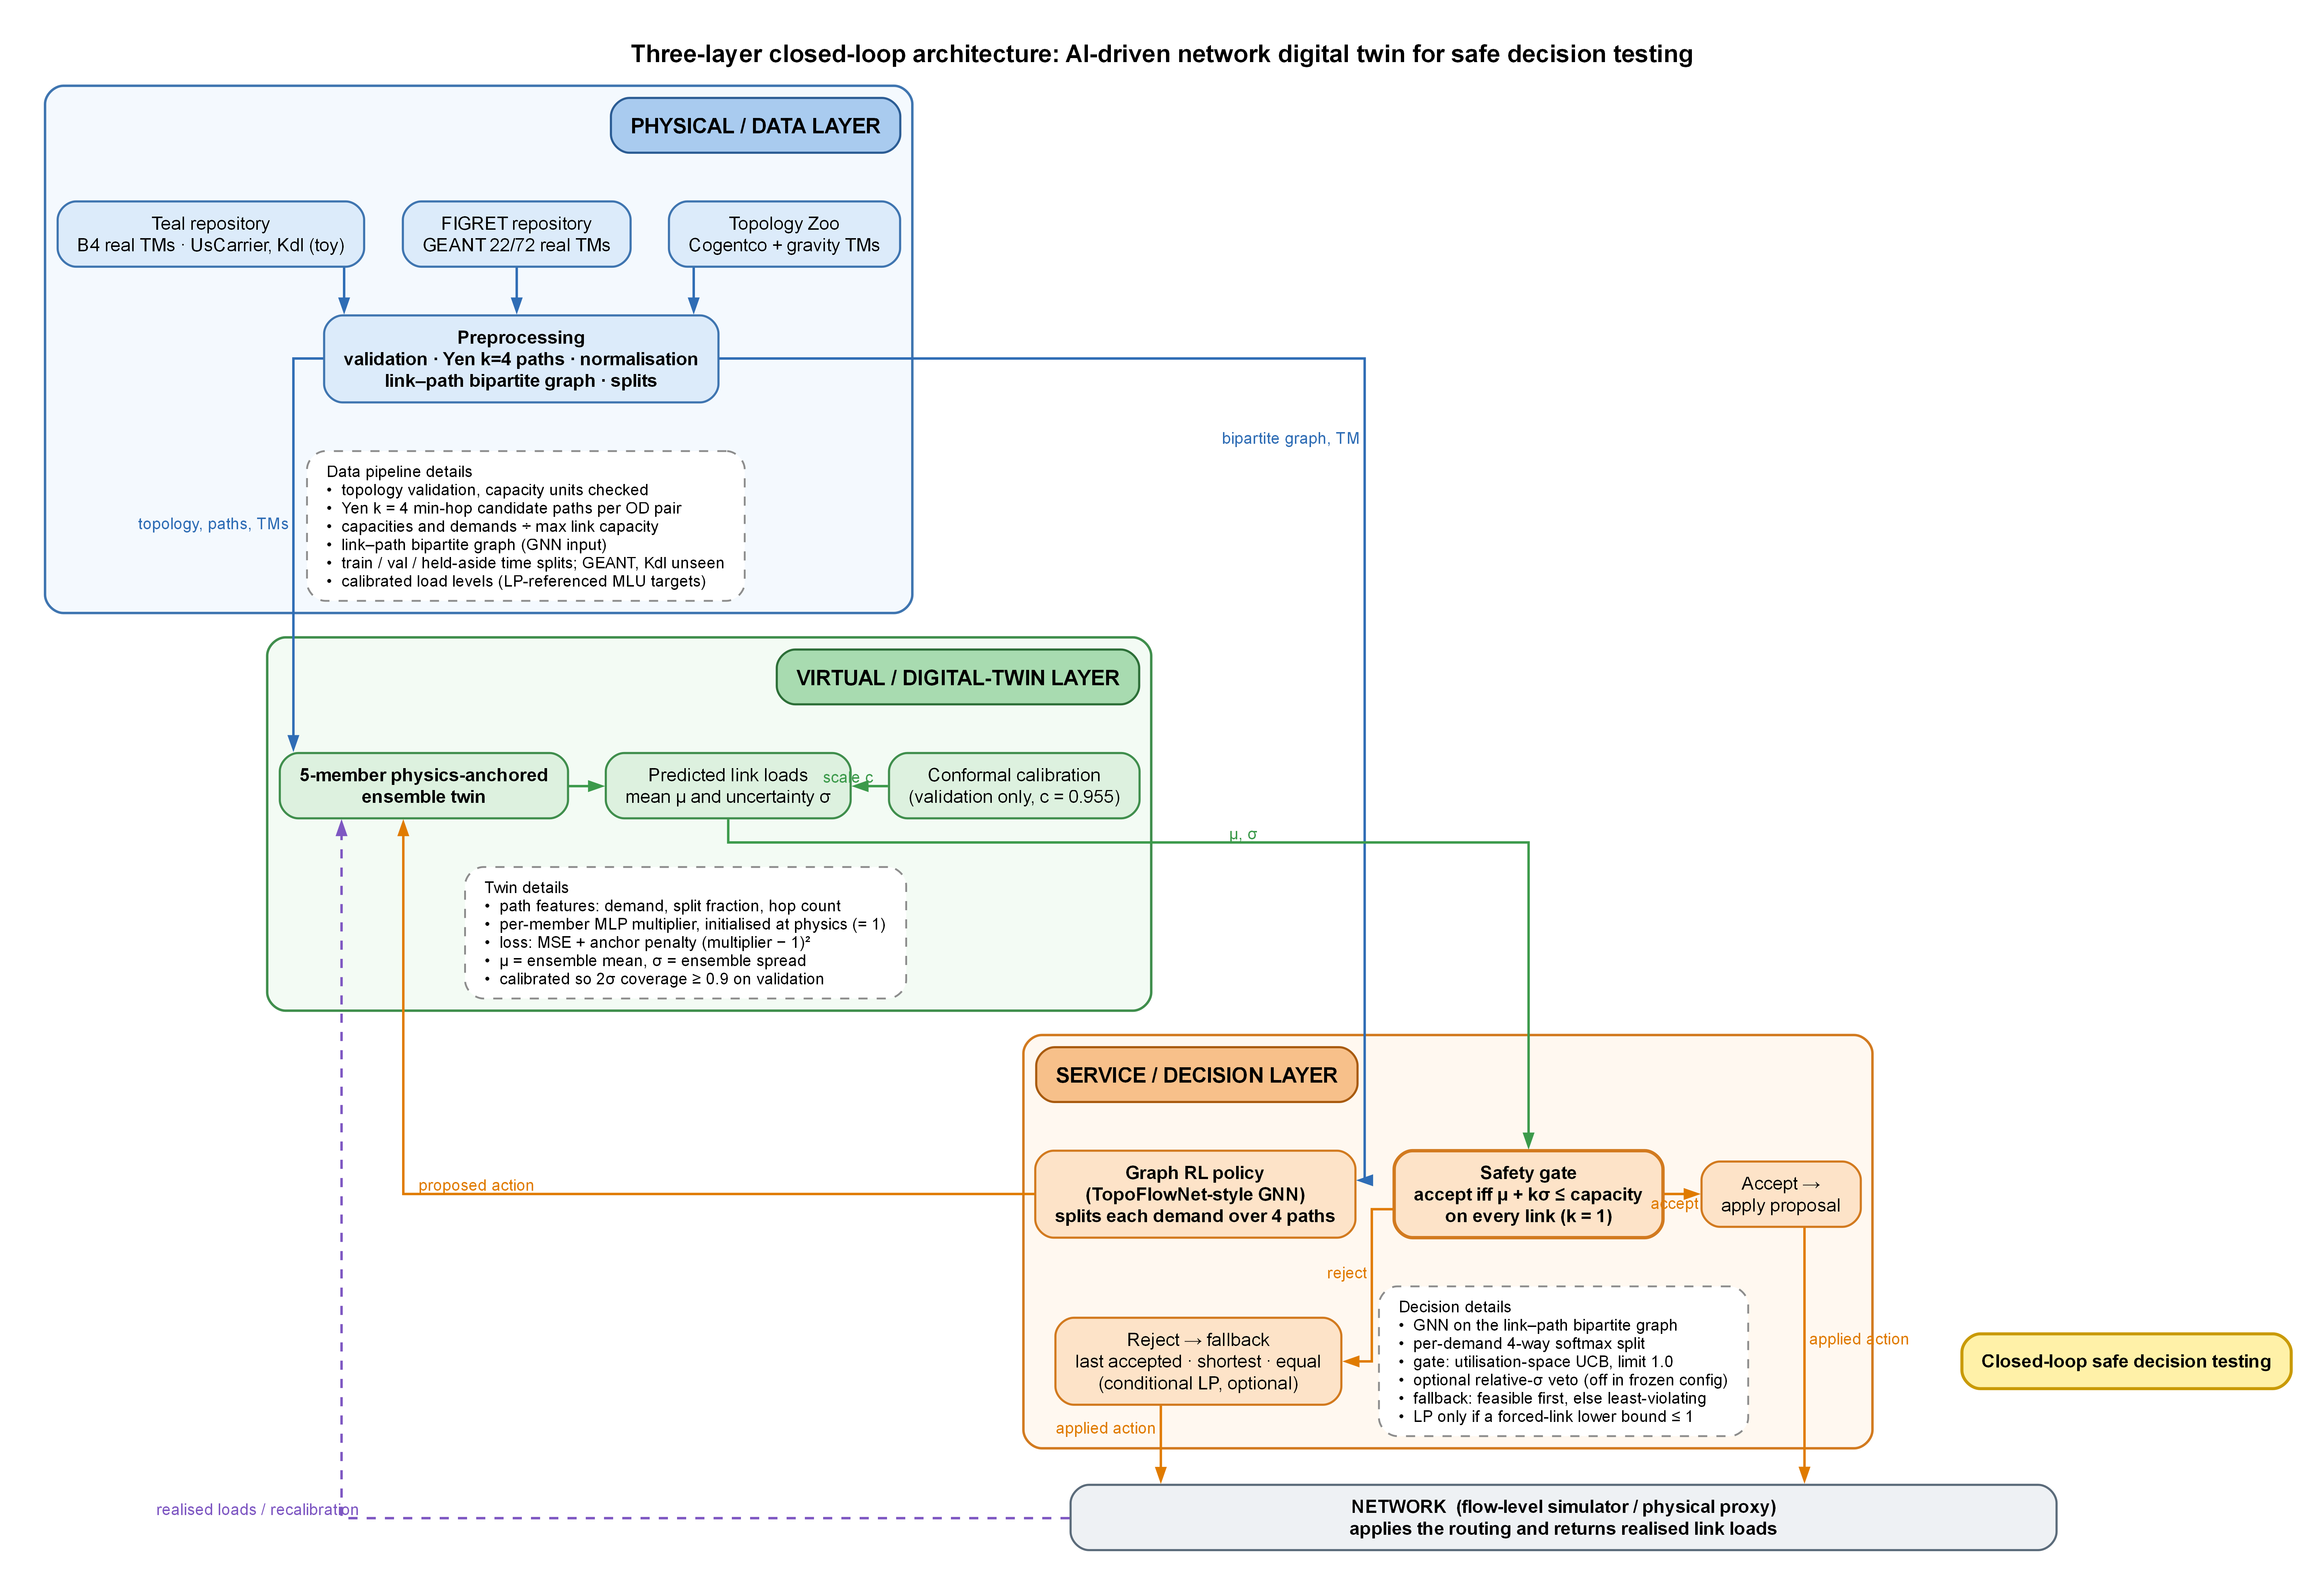 Three-layer closed-loop architecture: AI-driven network digital twin for safe decision testing
PHYSICAL / DATA LAYER
Teal repository
B4 real TMs · UsCarrier, Kdl (toy)
FIGRET repository
GEANT 22/72 real TMs
Topology Zoo
Cogentco + gravity TMs
Preprocessing
validation · Yen k=4 paths · normalisation
link–path bipartite graph · splits
bipartite graph, TM
topology, paths, TMs
Data pipeline details
• topology validation, capacity units checked
• Yen k = 4 min-hop candidate paths per OD pair
• capacities and demands ÷ max link capacity
• link–path bipartite graph (GNN input)
• train / val / held-aside time splits; GEANT, Kdl unseen
• calibrated load levels (LP-referenced MLU targets)
VIRTUAL / DIGITAL-TWIN LAYER
5-member physics-anchored
ensemble twin
Predicted link loads
mean μ and uncertainty σ
scale c
Conformal calibration
(validation only, c = 0.955)
μ, σ
Twin details
• path features: demand, split fraction, hop count
• per-member MLP multiplier, initialised at physics (= 1)
• loss: MSE + anchor penalty (multiplier − 1)²
• μ = ensemble mean, σ = ensemble spread
• calibrated so 2σ coverage ≥ 0.9 on validation
SERVICE / DECISION LAYER
proposed action
Graph RL policy
(TopoFlowNet-style GNN)
splits each demand over 4 paths
Safety gate
accept iff μ + kσ ≤ capacity
on every link (k = 1)
accept
Accept →
apply proposal
reject
Reject → fallback
last accepted · shortest · equal
(conditional LP, optional)
Decision details
• GNN on the link–path bipartite graph
• per-demand 4-way softmax split
• gate: utilisation-space UCB, limit 1.0
• optional relative-σ veto (off in frozen config)
• fallback: feasible first, else least-violating
• LP only if a forced-link lower bound ≤ 1
applied action
Closed-loop safe decision testing
applied action
realised loads / recalibration
NETWORK (flow-level simulator / physical proxy)
applies the routing and returns realised link loads